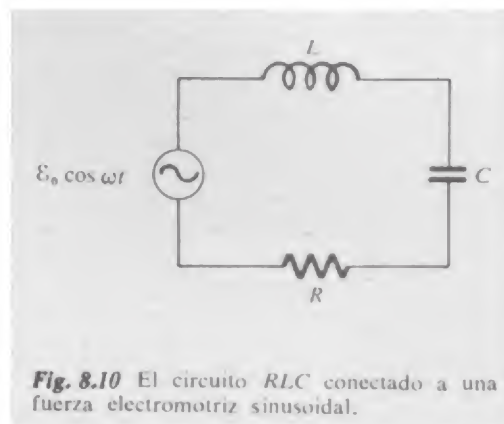 L
ℰ₀ cos ωt
C
R
Fig. 8.10 El circuito RLC conectado a una
fuerza electromotriz sinusoidal.